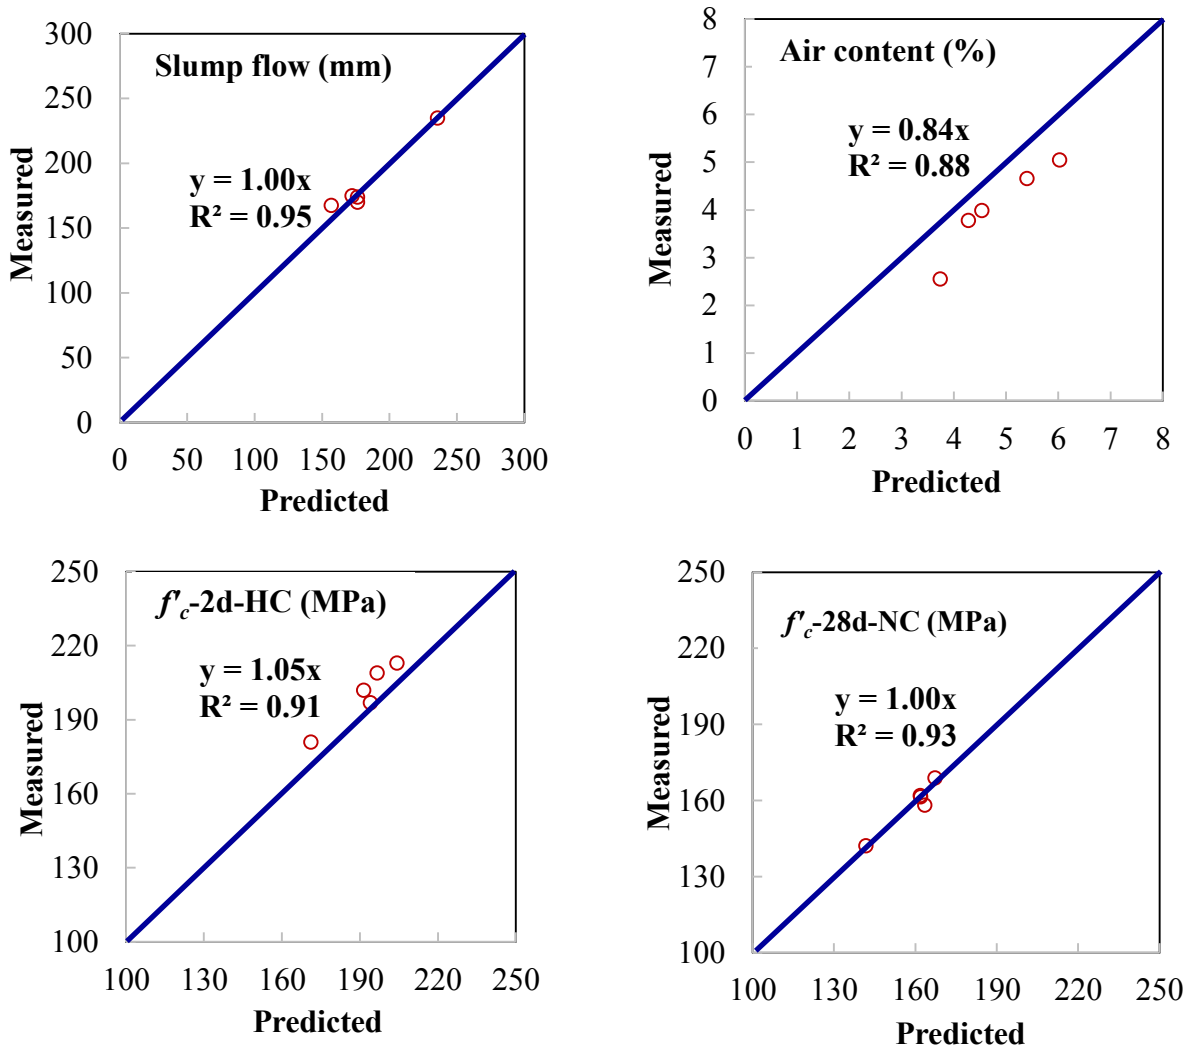 Slump flow (mm)
y = 1.00x
R² = 0.95
Measured
300
250
200
150
100
50
0
0 50 100 150 200 250 300
Predicted
Air content (%)
y = 0.84x
R² = 0.88
Measured
8
7
6
5
4
3
2
1
0
0 1 2 3 4 5 6 7 8
Predicted
f'c-2d-HC (MPa)
y = 1.05x
R² = 0.91
Measured
250
220
190
160
130
100
100 130 160 190 220 250
Predicted
f'c-28d-NC (MPa)
y = 1.00x
R² = 0.93
Measured
250
220
190
160
130
100
100 130 160 190 220 250
Predicted